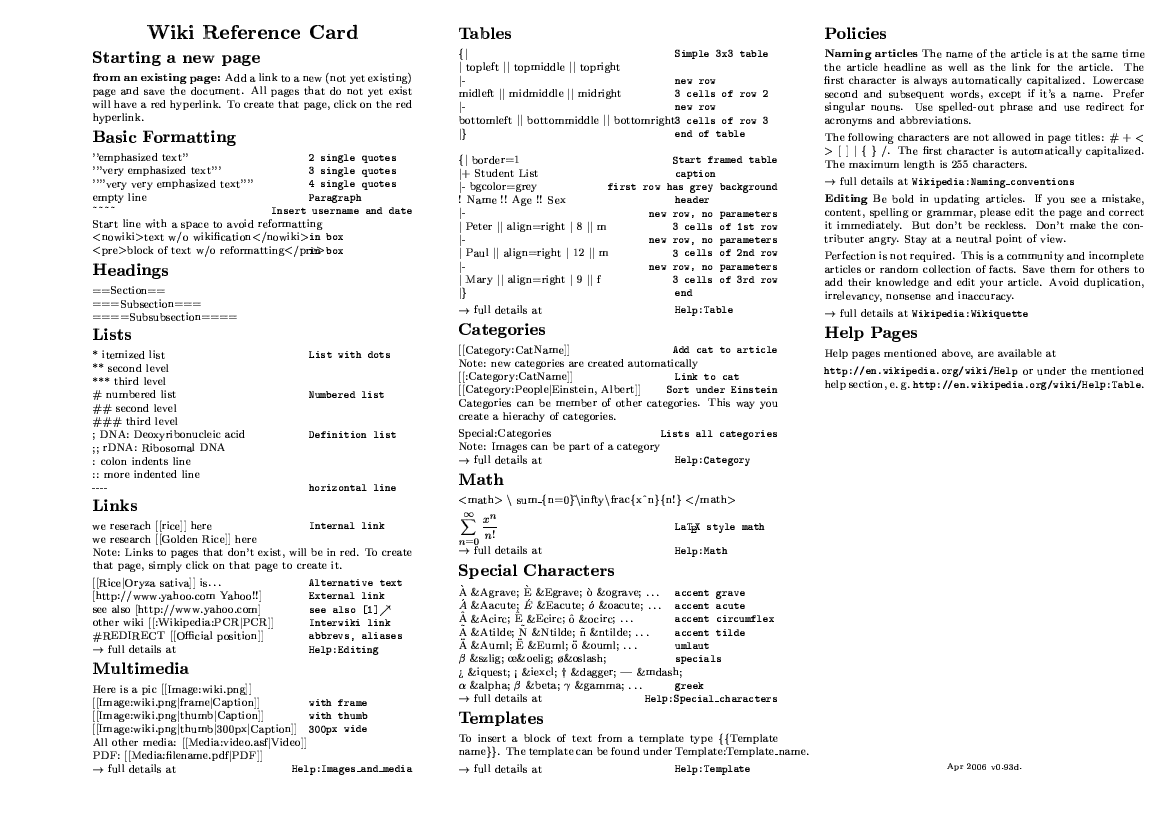 Wiki Reference Card
Starting a new page
from an existing page: Add a link to a new (not yet existing)
page and save the document. All pages that do not yet exist
will have a red hyperlink. To create that page, click on the red
hyperlink.
Basic Formatting
''emphasized text'' 2 single quotes
'''very emphasized text''' 3 single quotes
''''very very emphasized text'''' 4 single quotes
empty line Paragraph
~~~~ Insert username and date
Start line with a space to avoid reformatting
<nowiki>text w/o wikification</nowiki> in box
<pre>block of text w/o reformatting</pre> in box
Headings
==Section==
===Subsection===
====Subsubsection====
Lists
* itemized list List with dots
** second level
*** third level
# numbered list Numbered list
## second level
### third level
; DNA: Deoxyribonucleic acid Definition list
;; rDNA: Ribosomal DNA
: colon indents line
:: more indented line
---- horizontal line
Links
we reserach [[rice]] here Internal link
we research [[Golden Rice]] here
Note: Links to pages that don't exist, will be in red. To create
that page, simply click on that page to create it.
[[Rice|Oryza sativa]] is... Alternative text
[http://www.yahoo.com Yahoo!!] External link
see also [http://www.yahoo.com] see also [1]↗
other wiki [[:Wikipedia:PCR|PCR]] Interwiki link
#REDIRECT [[Official position]] abbrevs, aliases
→ full details at Help:Editing
Multimedia
Here is a pic [[Image:wiki.png]]
[[Image:wiki.png|frame|Caption]] with frame
[[Image:wiki.png|thumb|Caption]] with thumb
[[Image:wiki.png|thumb|300px|Caption]] 300px wide
All other media: [[Media:video.asf|Video]]
PDF: [[Media:filename.pdf|PDF]]
→ full details at Help:Images_and_media
Tables
{| Simple 3x3 table
| topleft || topmiddle || topright
|- new row
midleft || midmiddle || midright 3 cells of row 2
|- new row
bottomleft || bottommiddle || bottomright 3 cells of row 3
|} end of table
{| border=1 Start framed table
|+ Student List caption
|- bgcolor=grey first row has grey background
! Name !! Age !! Sex header
|- new row, no parameters
| Peter || align=right | 8 || m 3 cells of 1st row
|- new row, no parameters
| Paul || align=right | 12 || m 3 cells of 2nd row
|- new row, no parameters
| Mary || align=right | 9 || f 3 cells of 3rd row
|} end
→ full details at Help:Table
Categories
[[Category:CatName]] Add cat to article
Note: new categories are created automatically
[[:Category:CatName]] Link to cat
[[Category:People|Einstein, Albert]] Sort under Einstein
Categories can be member of other categories. This way you
create a hierachy of categories.
Special:Categories Lists all categories
Note: Images can be part of a category
→ full details at Help:Category
Math
<math> \ sum_{n=0}^\infty\frac{x^n}{n!} </math>
∞ ∑ n=0 xⁿ/n! LaTeX style math
→ full details at Help:Math
Special Characters
À &Agrave; È &Egrave; ò &ograve; ... accent grave
Á &Aacute; É &Eacute; ó &oacute; ... accent acute
Â &Acirc; Ê &Ecirc; ô &ocirc; ... accent circumflex
Ã &Atilde; Ñ &Ntilde; ñ &ntilde; ... accent tilde
Ä &Auml; Ë &Euml; ö &ouml; ... umlaut
β &szlig; œ&oelig; ø&oslash; specials
¿ &iquest; ¡ &iexcl; † &dagger; — &mdash;
α &alpha; β &beta; γ &gamma; ... greek
→ full details at Help:Special_characters
Templates
To insert a block of text from a template type {{Template
name}}. The template can be found under Template:Template_name.
→ full details at Help:Template
Policies
Naming articles The name of the article is at the same time
the article headline as well as the link for the article. The
first character is always automatically capitalized. Lowercase
second and subsequent words, except if it's a name. Prefer
singular nouns. Use spelled-out phrase and use redirect for
acronyms and abbreviations.
The following characters are not allowed in page titles: # + <
> [ ] | { } /. The first character is automatically capitalized.
The maximum length is 255 characters.
→ full details at Wikipedia:Naming_conventions
Editing Be bold in updating articles. If you see a mistake,
content, spelling or grammar, please edit the page and correct
it immediately. But don't be reckless. Don't make the con-
tributer angry. Stay at a neutral point of view.
Perfection is not required. This is a community and incomplete
articles or random collection of facts. Save them for others to
add their knowledge and edit your article. Avoid duplication,
irrelevancy, nonsense and inaccuracy.
→ full details at Wikipedia:Wikiquette
Help Pages
Help pages mentioned above, are available at
http://en.wikipedia.org/wiki/Help or under the mentioned
help section, e. g. http://en.wikipedia.org/wiki/Help:Table.
Apr 2006 v0.93d.